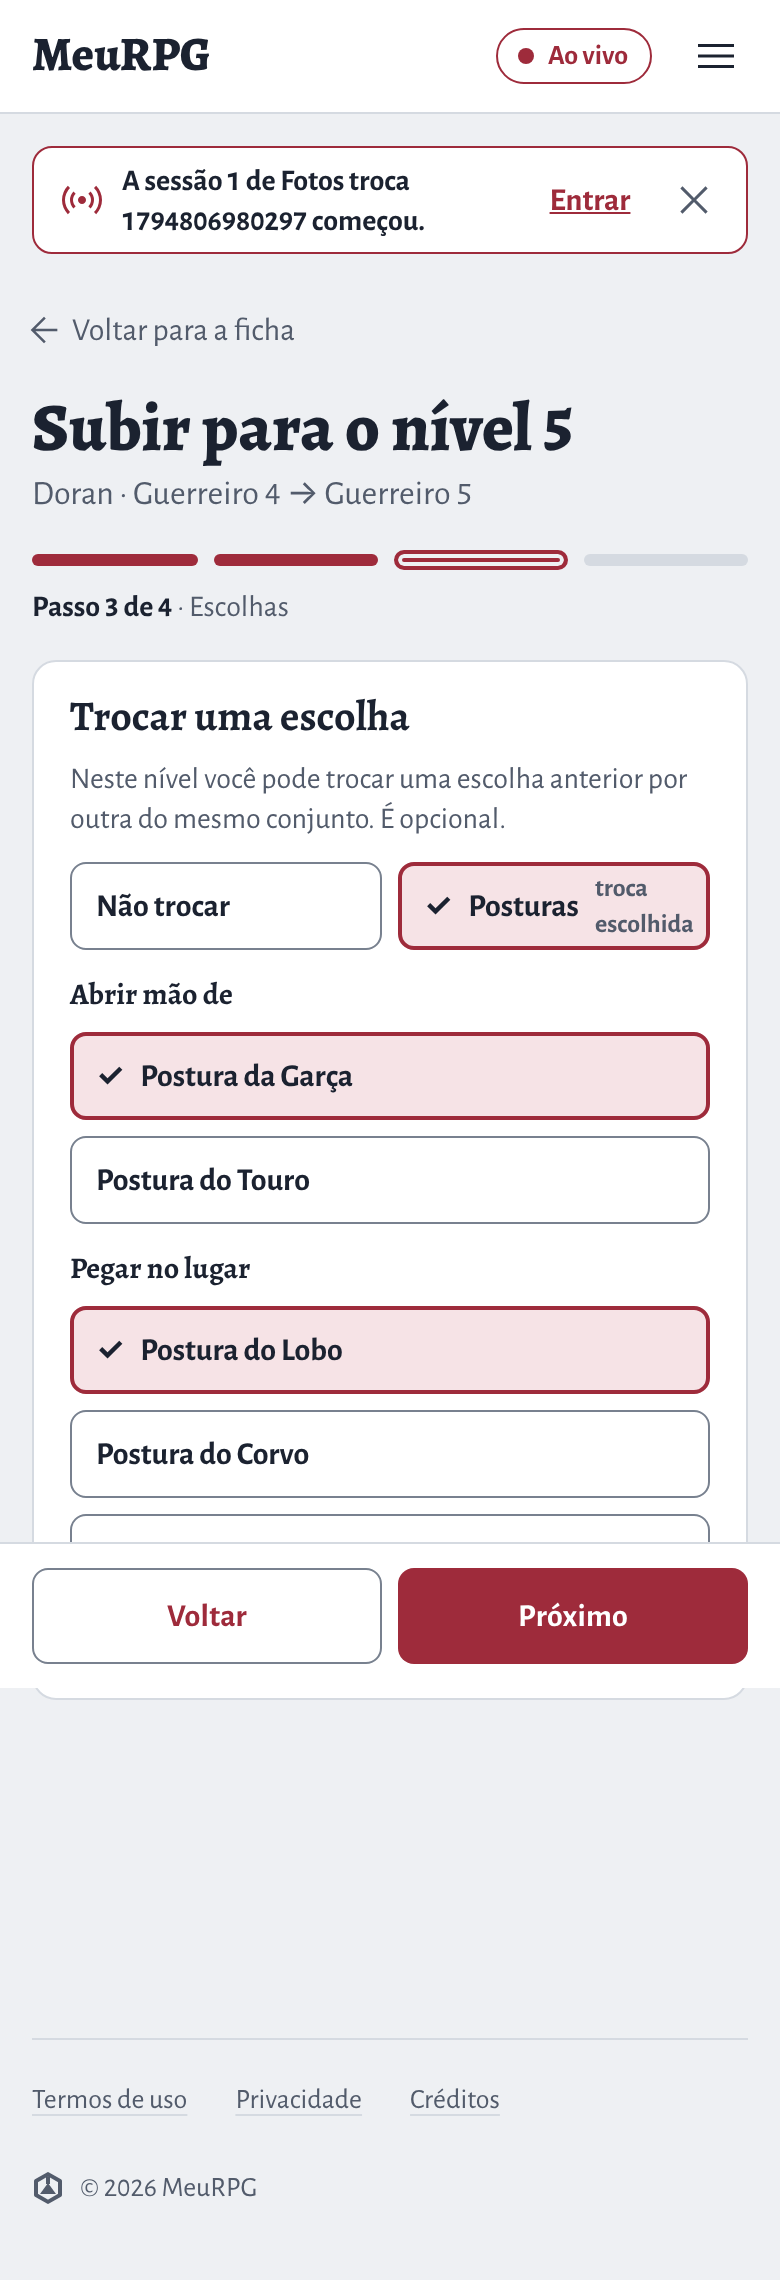 MeuRPG
Ao vivo
A sessão 1 de Fotos troca
1794806980297 começou.
Entrar
Voltar para a ficha
Subir para o nível 5
Doran · Guerreiro 4 → Guerreiro 5
Passo 3 de 4 · Escolhas
Trocar uma escolha
Neste nível você pode trocar uma escolha anterior por
outra do mesmo conjunto. É opcional.
Não trocar
Posturas
troca
escolhida
Abrir mão de
Postura da Garça
Postura do Touro
Pegar no lugar
Postura do Lobo
Postura do Corvo
Voltar
Próximo
Termos de uso
Privacidade
Créditos
© 2026 MeuRPG